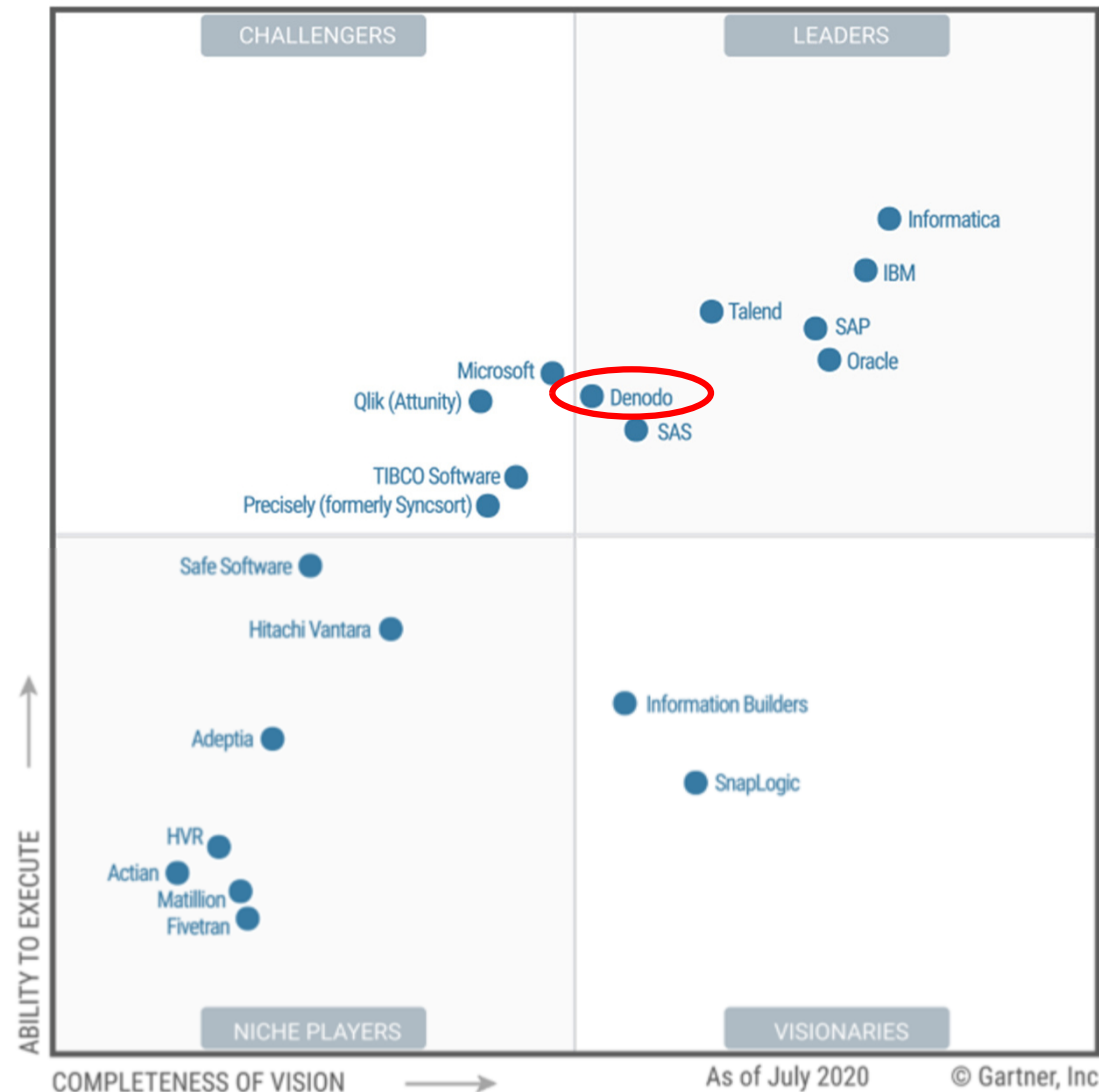 CHALLENGERS
LEADERS
Informatica
IBM
Talend
SAP
Oracle
Microsoft
Qlik (Attunity)
Denodo
SAS
TIBCO Software
Precisely (formerly Syncsort)
Safe Software
Hitachi Vantara
Information Builders
Adeptia
SnapLogic
HVR
Actian
Matillion
Fivetran
NICHE PLAYERS
VISIONARIES
ABILITY TO EXECUTE
COMPLETENESS OF VISION
As of July 2020
© Gartner, Inc